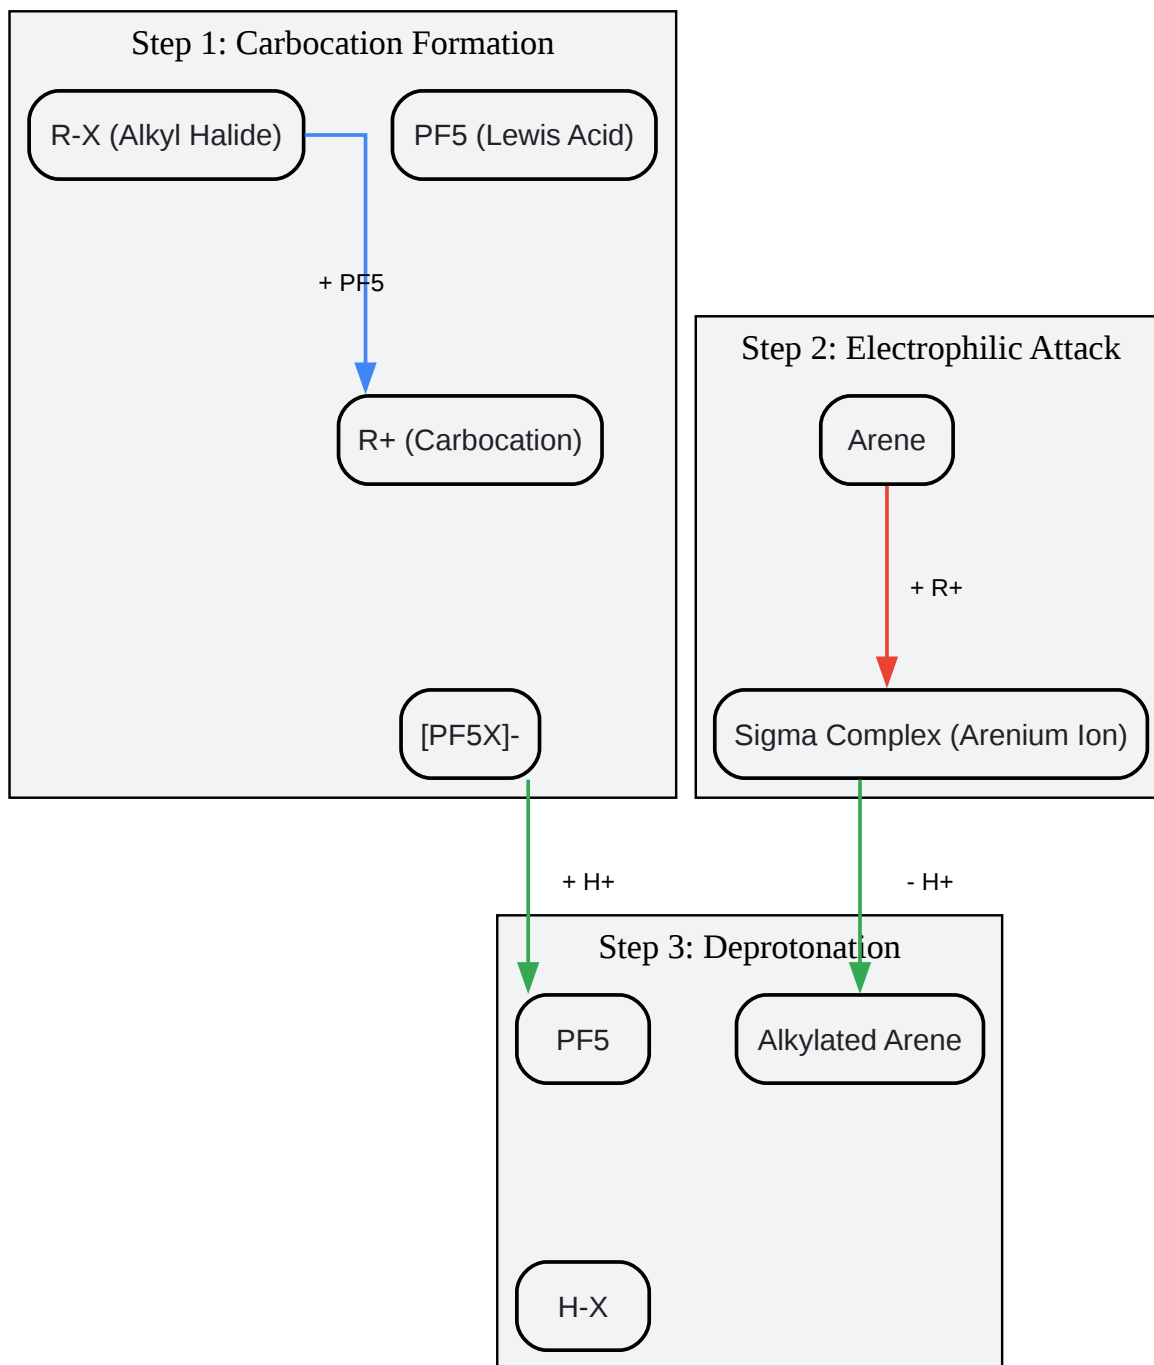 Step 1: Carbocation Formation
R-X (Alkyl Halide)
PF5 (Lewis Acid)
+ PF5
R+ (Carbocation)
[PF5X]-
Step 2: Electrophilic Attack
Arene
+ R+
Sigma Complex (Arenium Ion)
+ H+
- H+
Step 3: Deprotonation
PF5
Alkylated Arene
H-X